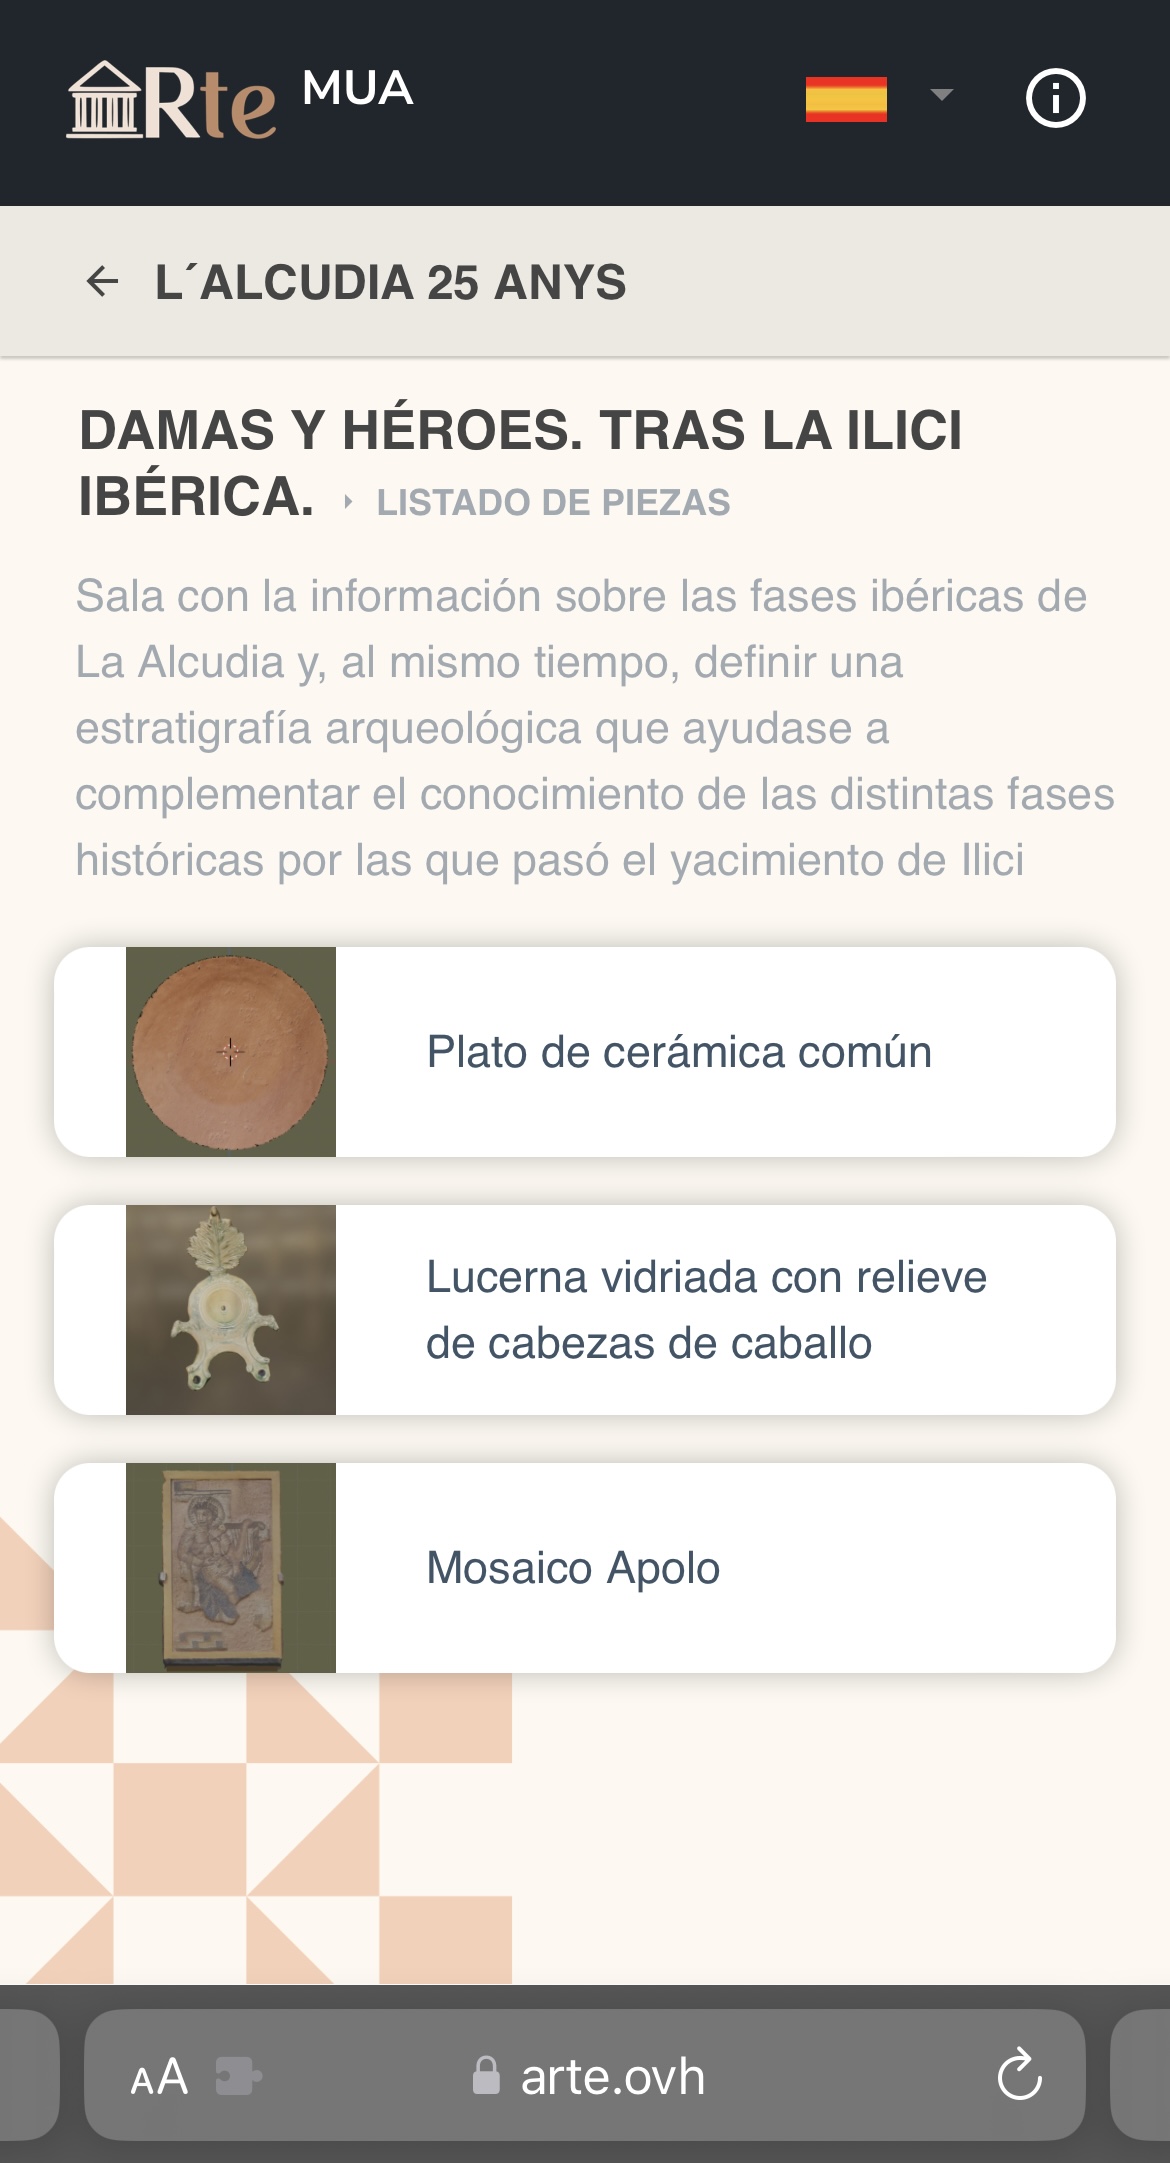 Rte MUA
L´ALCUDIA 25 ANYS
DAMAS Y HÉROES. TRAS LA ILICI
IBÉRICA. LISTADO DE PIEZAS
Sala con la información sobre las fases ibéricas de
La Alcudia y, al mismo tiempo, definir una
estratigrafía arqueológica que ayudase a
complementar el conocimiento de las distintas fases
históricas por las que pasó el yacimiento de Ilici
Plato de cerámica común
Lucerna vidriada con relieve
de cabezas de caballo
Mosaico Apolo
AA arte.ovh